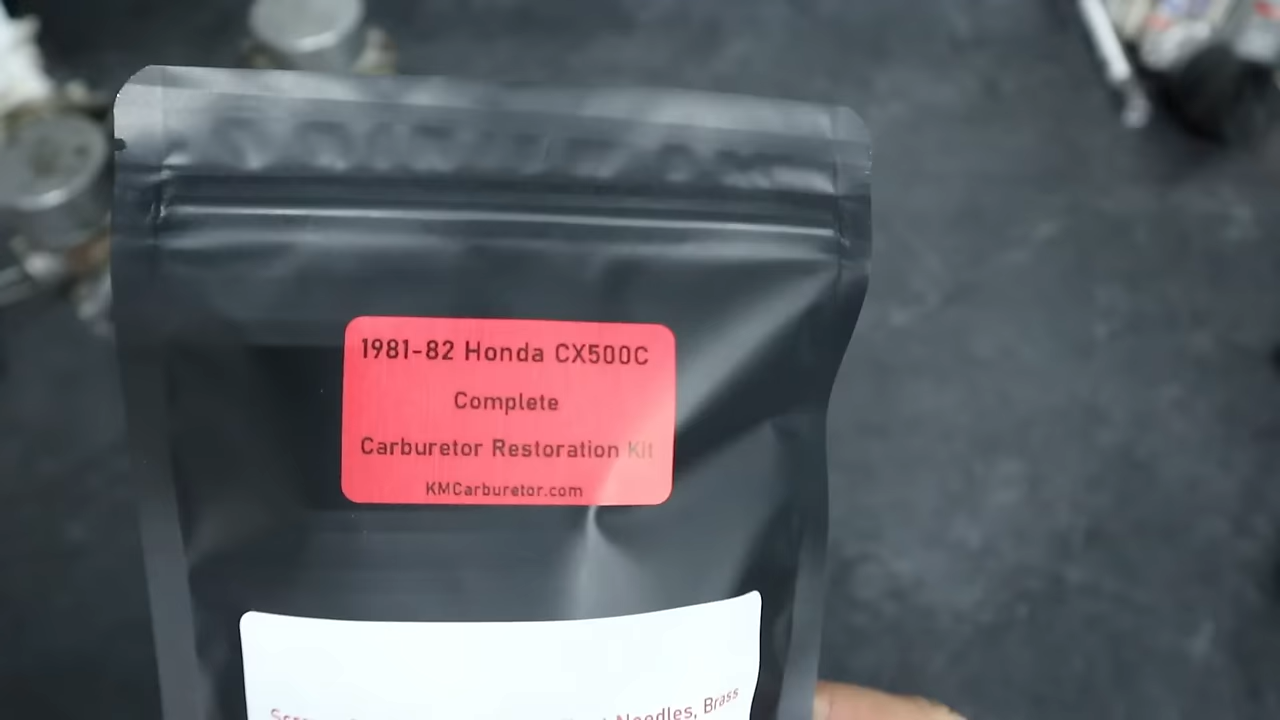 1981-82 Honda CX500C
Complete
Carburetor Restoration Kit
KMCarburetor.com
Needles, Brass